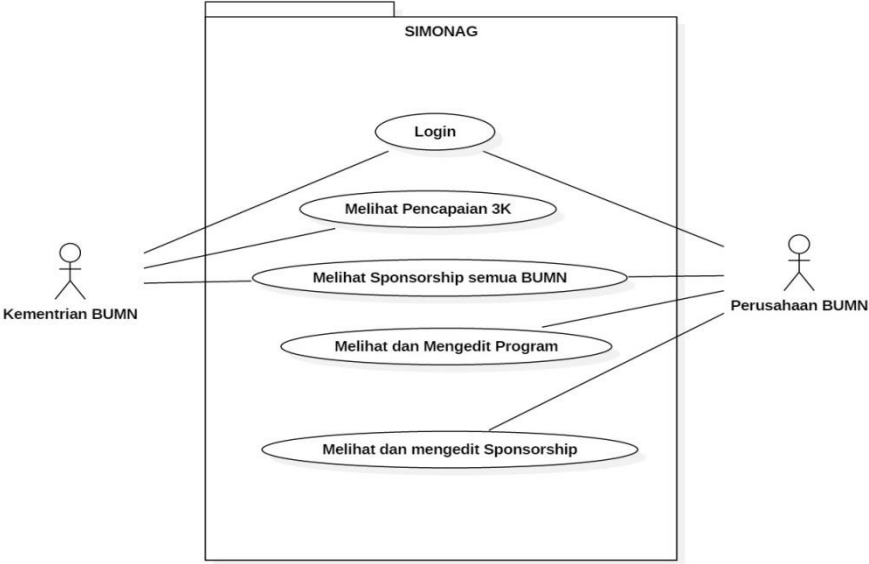 SIMONAG
Login
Melihat Pencapaian 3K
Melihat Sponsorship semua BUMN
Kementrian BUMN
Perusahaan BUMN
Melihat dan Mengedit Program
Melihat dan mengedit Sponsorship